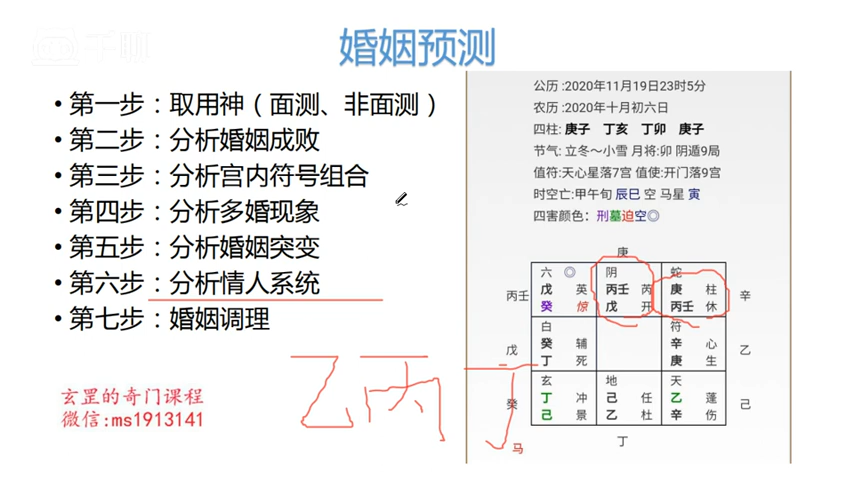 千聊
婚姻预测
• 第一步：取用神（面测、非面测）
• 第二步：分析婚姻成败
• 第三步：分析宫内符号组合
• 第四步：分析多婚现象
• 第五步：分析婚姻突变
• 第六步：分析情人系统
• 第七步：婚姻调理
玄罡的奇门课程
微信:ms1913141
乙丙丁
公历 :2020年11月19日23时5分
农历 :2020年十月初六日
四柱: 庚子 丁亥 丁卯 庚子
节气: 立冬～小雪 月将:卯 阴遁9局
值符:天心星落7宫 值使:开门落9宫
时空亡:甲午旬 辰巳 空 马星 寅
四害颜色：刑墓迫空◎
庚
六 ◎ 阴 蛇
丙壬 戊 英 丙壬 芮 庚 柱 辛
癸 惊 戊 开 丙壬 休
白 符
戊 癸 辅 辛 心 乙
丁 死 庚 生
玄 地 天
癸 丁 冲 己 任 乙 蓬 己
己 景 乙 杜 辛 伤
马 丁